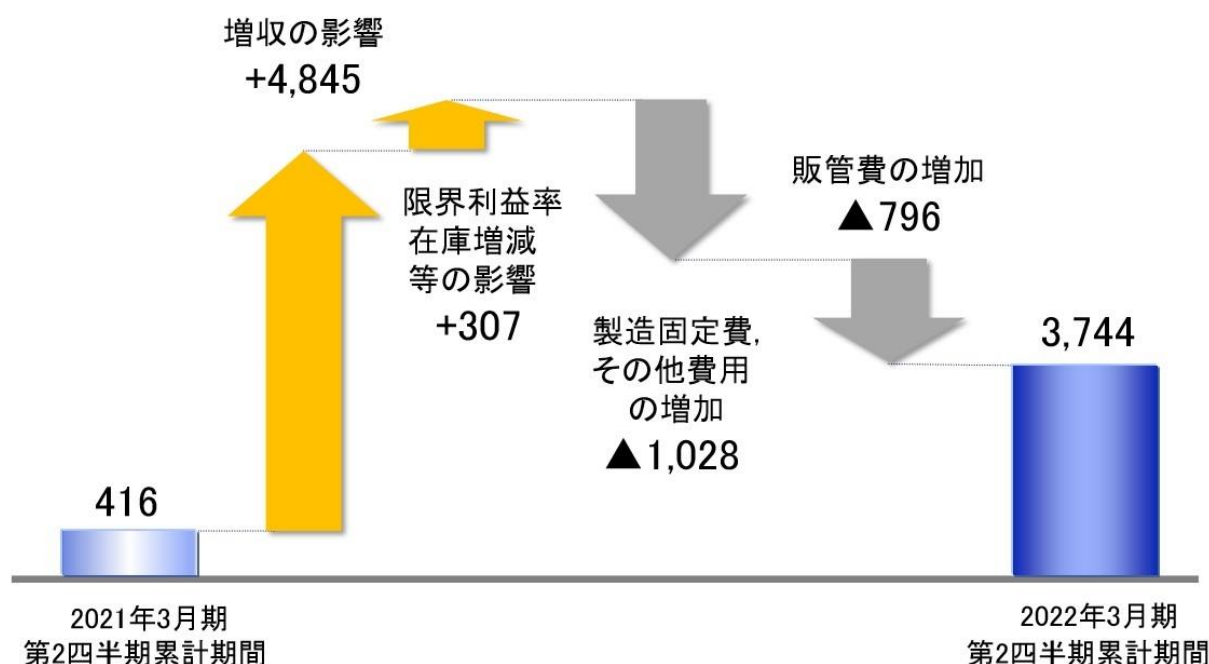 増収の影響
+4,845
限界利益率
在庫増減
等の影響
+307
製造固定費,
その他費用
の増加
▲1,028
販管費の増加
▲796
3,744
416
2021年3月期
第2四半期累計期間
2022年3月期
第2四半期累計期間